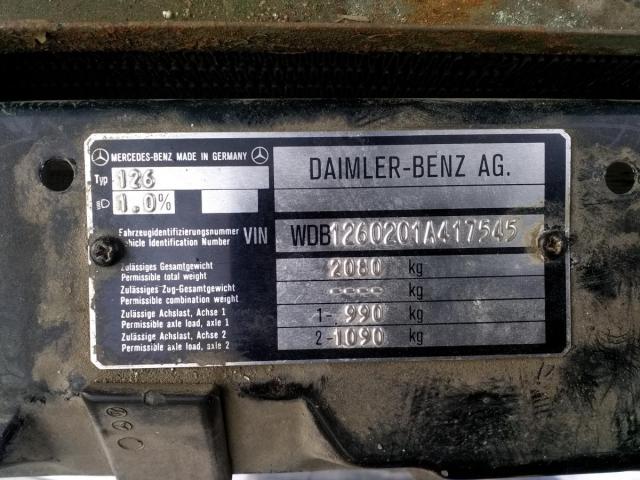 MERCEDES-BENZ MADE IN GERMANY
DAIMLER-BENZ AG.
Typ 126
1.0%
Fahrzeugidentifizierungsnummer
Vehicle Identification Number VIN WDB1260201A417545
Zulässiges Gesamtgewicht
Permissible total weight 2080 kg
Zulässiges Zug-Gesamtgewicht
Permissible combination weight kg
Zulässige Achslast, Achse 1
Permissible axle load, axle 1 1- 990 kg
Zulässige Achslast, Achse 2
Permissible axle load, axle 2 2- 1090 kg